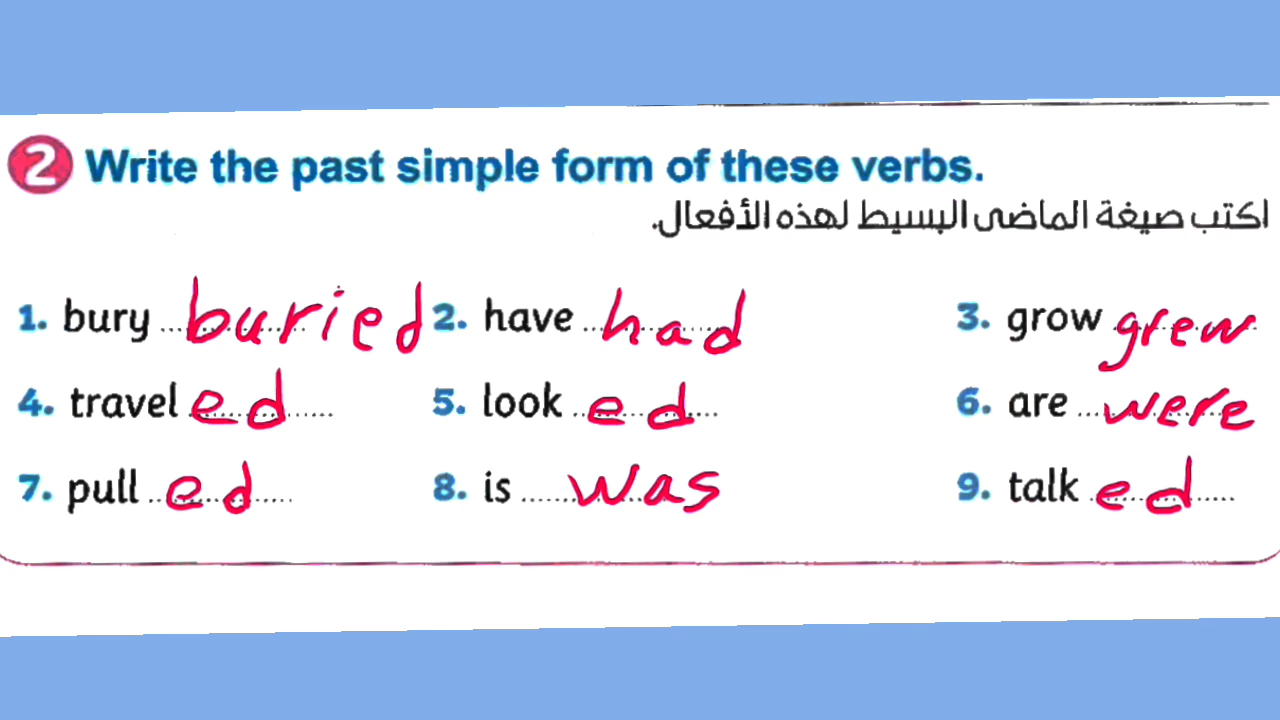 2 Write the past simple form of these verbs.
اكتب صيغة الماضى البسيط لهذه الأفعال.
1. bury buried 2. have had 3. grow grew
4. travel ed 5. look ed 6. are were
7. pull ed 8. is was 9. talk ed